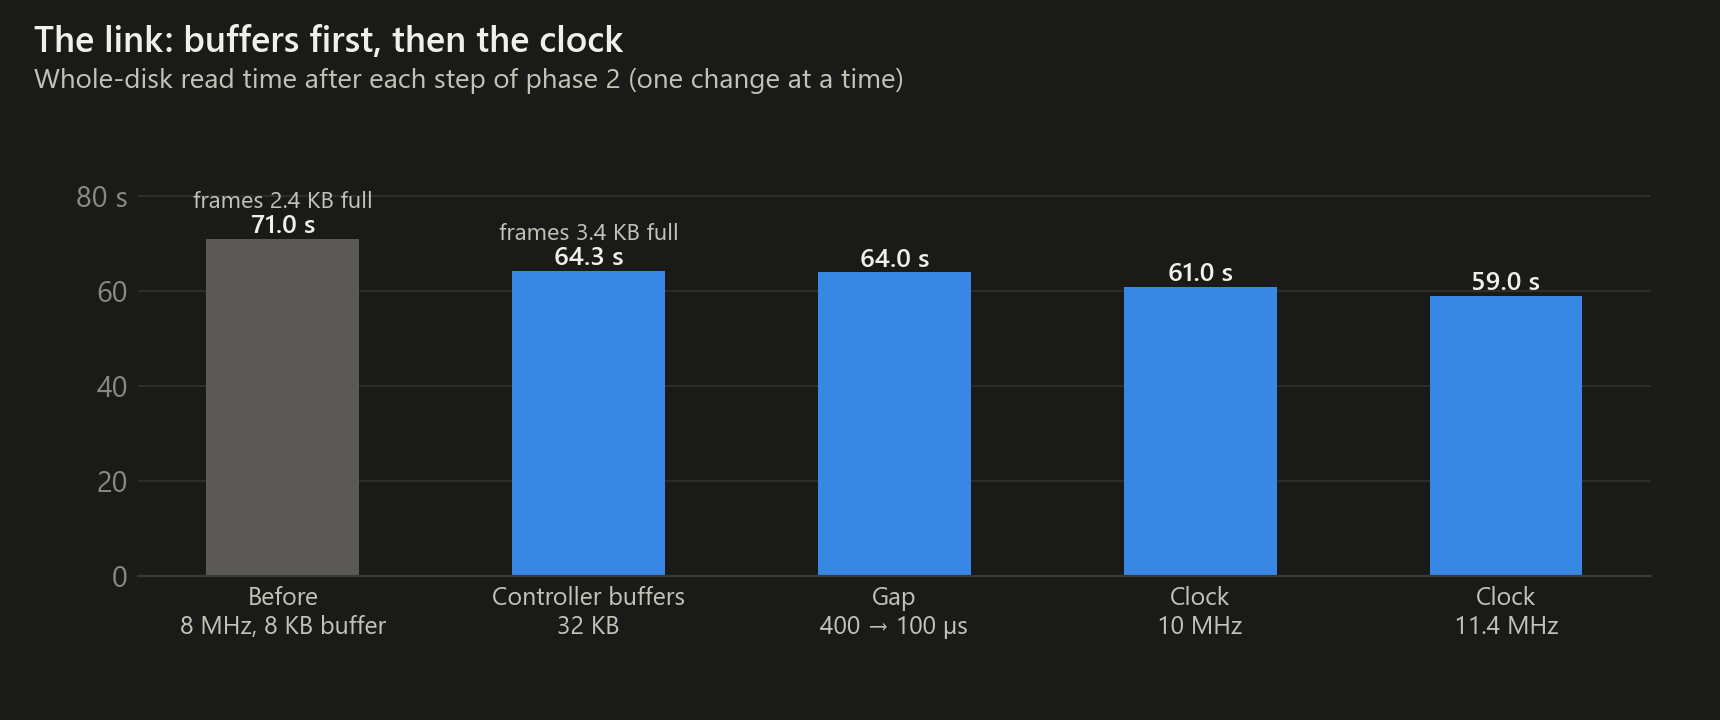 The link: buffers first, then the clock
Whole-disk read time after each step of phase 2 (one change at a time)
80 s
60
40
20
0
frames 2.4 KB full
71.0 s
frames 3.4 KB full
64.3 s
64.0 s
61.0 s
59.0 s
Before
8 MHz, 8 KB buffer
Controller buffers
32 KB
Gap
400 → 100 µs
Clock
10 MHz
Clock
11.4 MHz